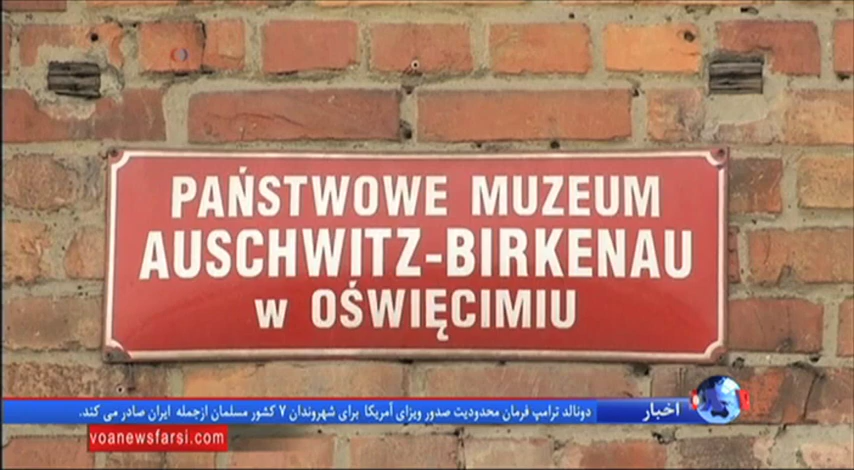 PAŃSTWOWE MUZEUM
AUSCHWITZ-BIRKENAU
w OŚWIĘCIMIU
اخبار
دونالد ترامپ فرمان محدودیت صدور ویزای آمریکا برای شهروندان ۷ کشور مسلمان ازجمله ایران صادر می کند.
voanewsfarsi.com